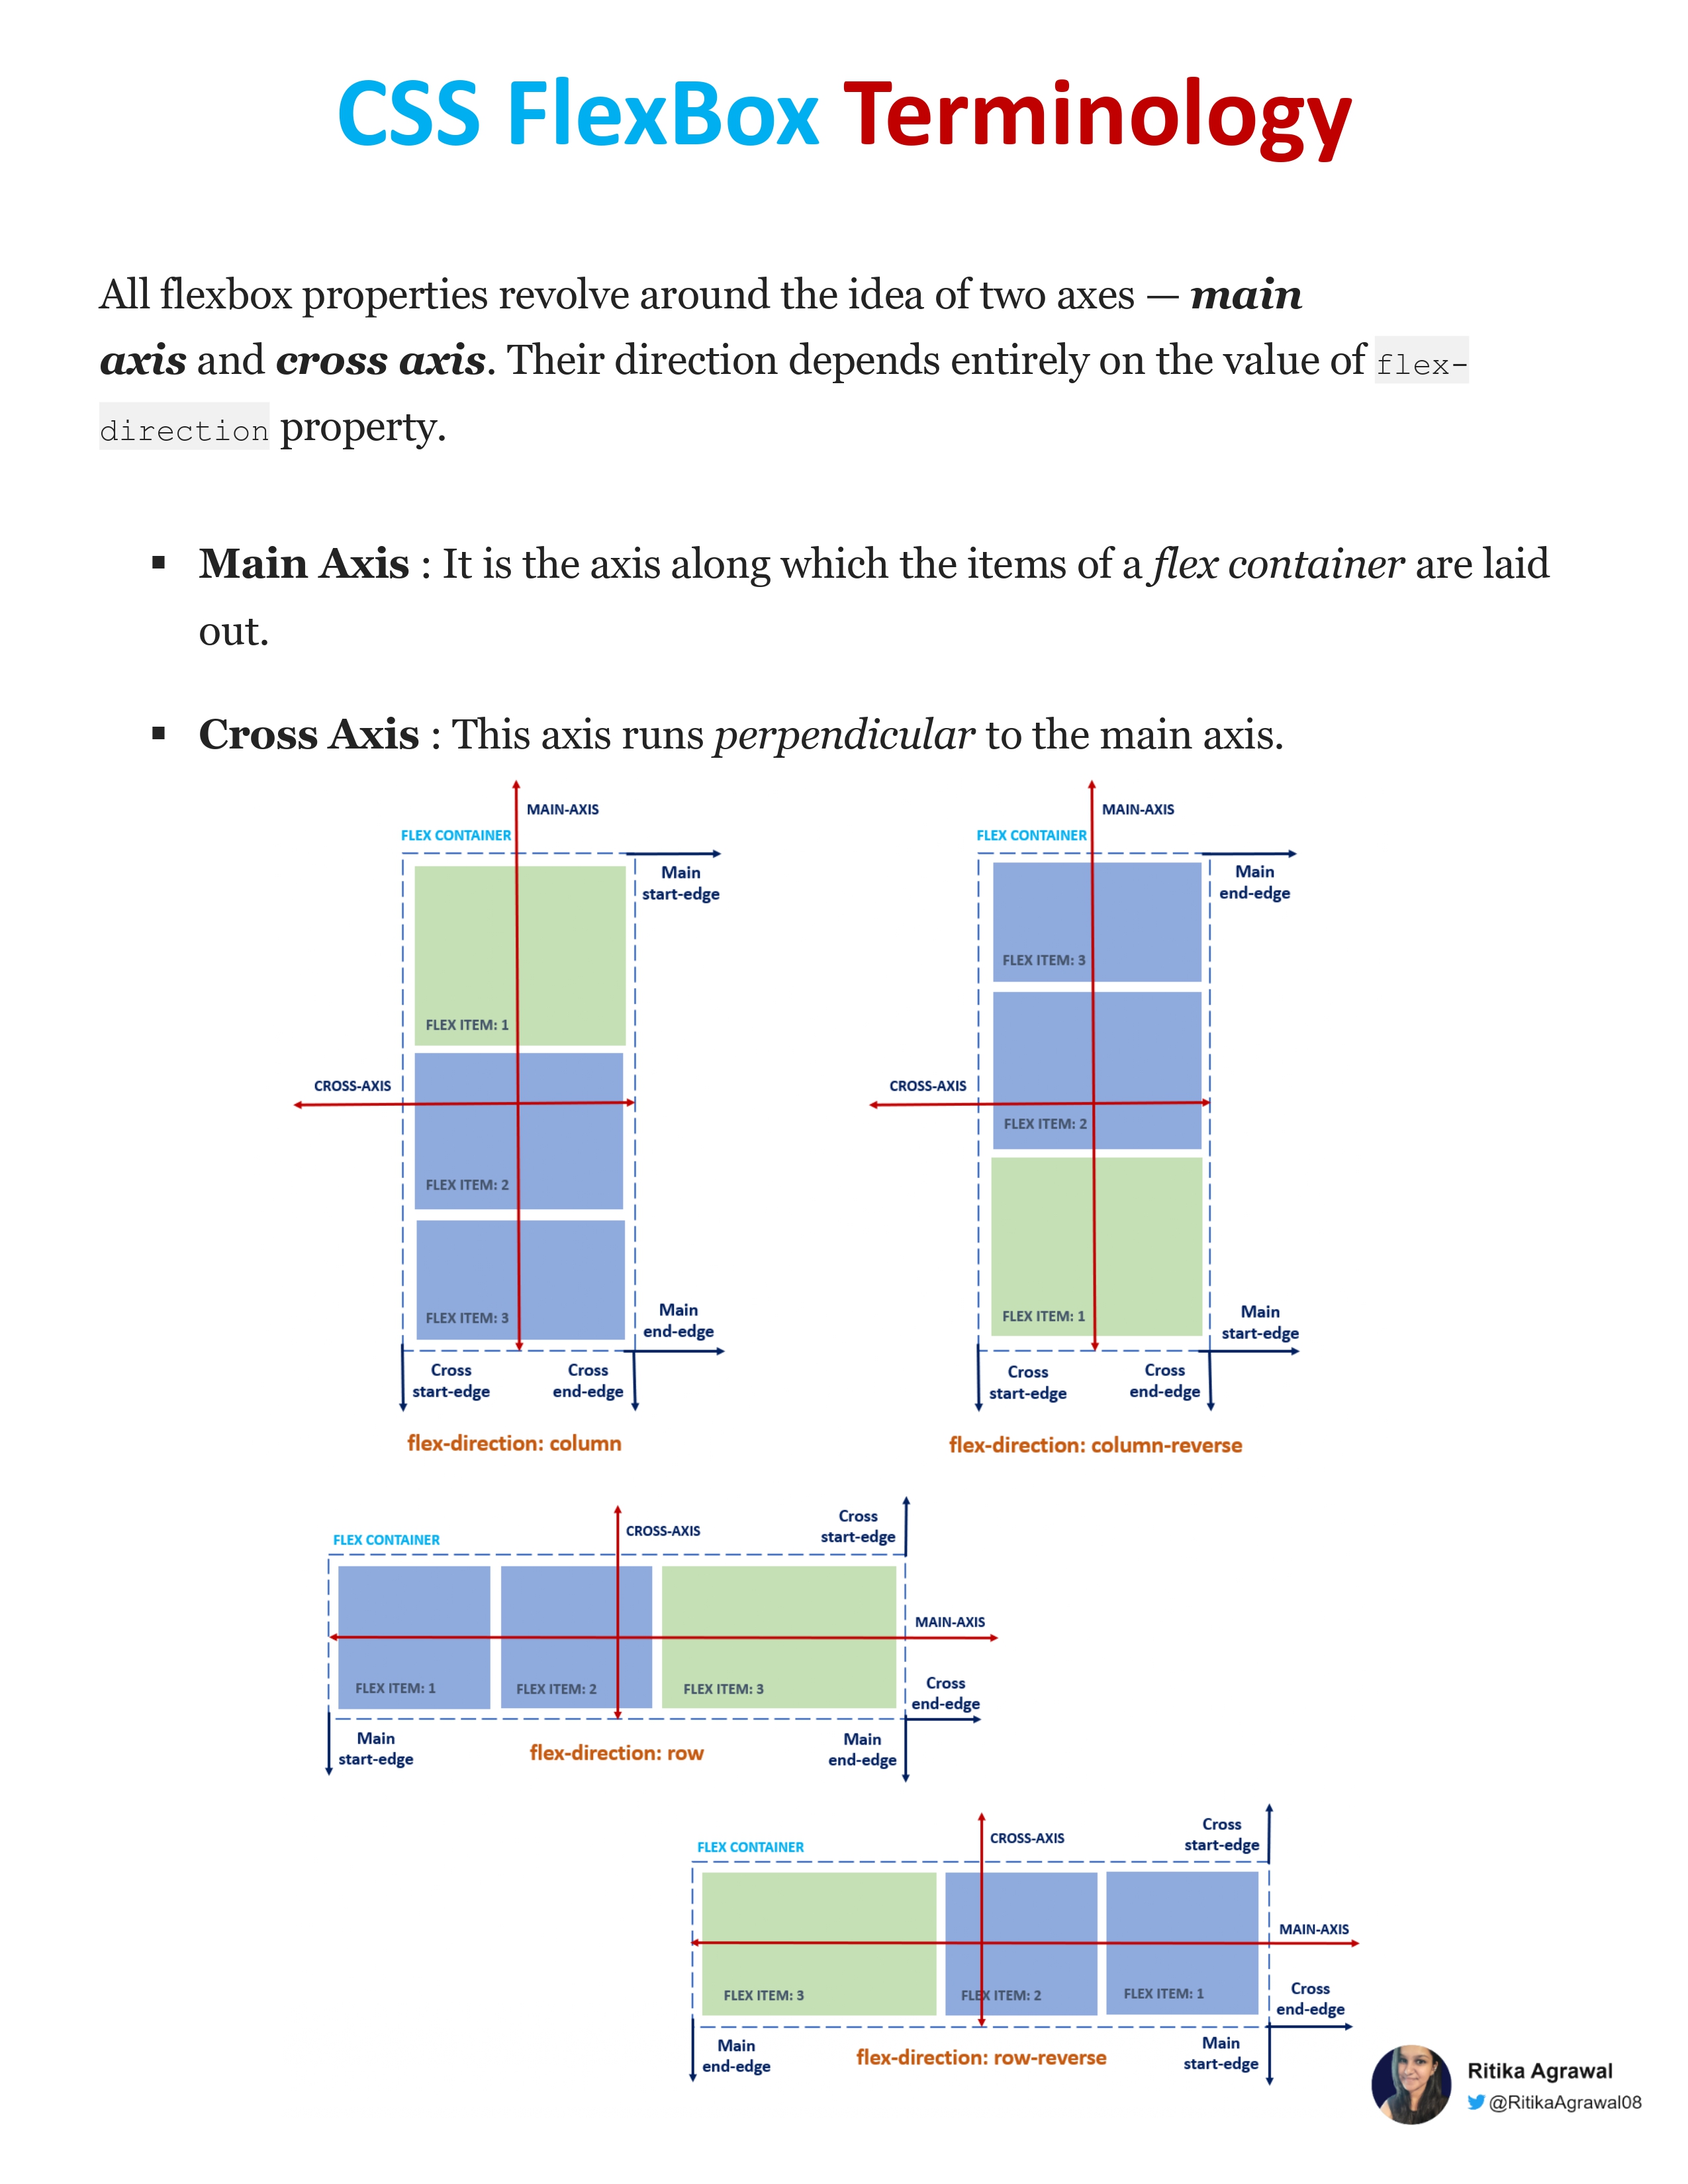 CSS FlexBox Terminology
All flexbox properties revolve around the idea of two axes — main
axis and cross axis. Their direction depends entirely on the value of flex-
direction property.
▪ Main Axis : It is the axis along which the items of a flex container are laid
out.
▪ Cross Axis : This axis runs perpendicular to the main axis.
MAIN-AXIS
FLEX CONTAINER
Main
start-edge
FLEX ITEM: 1
CROSS-AXIS
FLEX ITEM: 2
FLEX ITEM: 3
Main
end-edge
Cross
start-edge
Cross
end-edge
flex-direction: column
MAIN-AXIS
FLEX CONTAINER
Main
end-edge
FLEX ITEM: 3
CROSS-AXIS
FLEX ITEM: 2
FLEX ITEM: 1
Main
start-edge
Cross
start-edge
Cross
end-edge
flex-direction: column-reverse
Cross
start-edge
CROSS-AXIS
FLEX CONTAINER
MAIN-AXIS
FLEX ITEM: 1
FLEX ITEM: 2
FLEX ITEM: 3
Cross
end-edge
Main
start-edge
flex-direction: row
Main
end-edge
Cross
start-edge
CROSS-AXIS
FLEX CONTAINER
MAIN-AXIS
FLEX ITEM: 3
FLEX ITEM: 2
FLEX ITEM: 1
Cross
end-edge
Main
end-edge
flex-direction: row-reverse
Main
start-edge
Ritika Agrawal
@RitikaAgrawal08